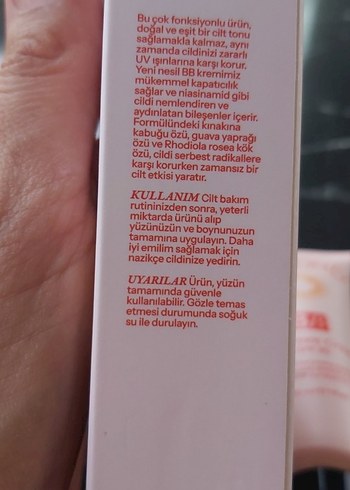 Bu çok fonksiyonlu ürün,
doğal ve eşit bir cilt tonu
sağlamakla kalmaz, aynı
zamanda cildinizi zararlı
UV ışınlarına karşı korur.
Yeni nesil BB kremimiz
mükemmel kapatıcılık
sağlar ve niasinamid gibi
cildi nemlendiren ve
aydınlatan bileşenler içerir.
Formülündeki kınakına
kabuğu özü, guava yaprağı
özü ve Rhodiola rosea kök
özü, cildi serbest radikallere
karşı korurken zamansız bir
cilt etkisi yaratır.
KULLANIM Cilt bakım
rutininizden sonra, yeterli
miktarda ürünü alıp
yüzünüzün ve boynunuzun
tamamına uygulayın. Daha
iyi emilim sağlamak için
nazikçe cildinize yedirin.
UYARILAR Ürün, yüzün
tamamında güvenle
kullanılabilir. Gözle temas
etmesi durumunda soğuk
su ile durulayın.